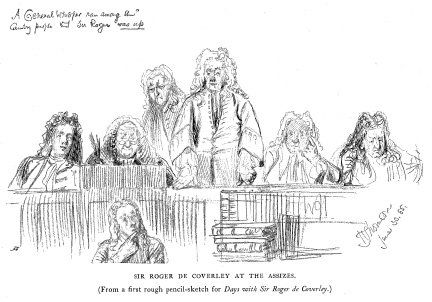 A General Whisper ran among the
Country people that Sir Roger was up
SIR ROGER DE COVERLEY AT THE ASSIZES.
(From a first rough pencil-sketch for Days with Sir Roger de Coverley.)